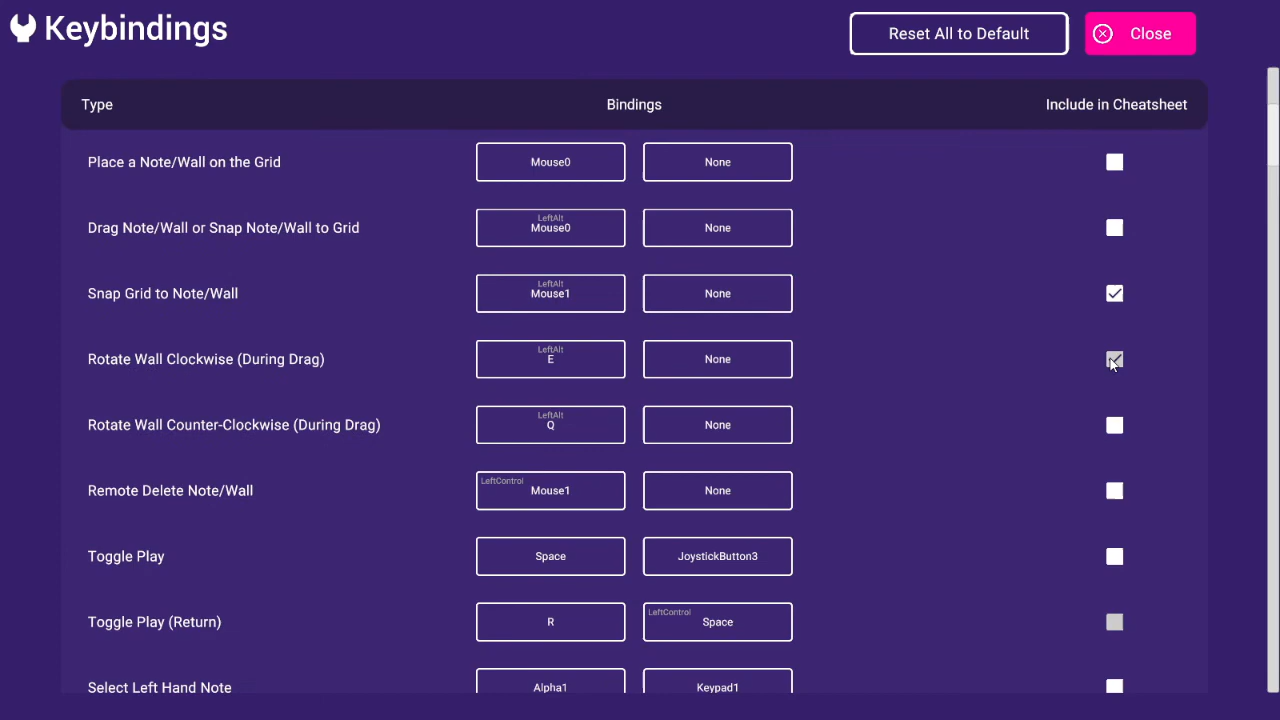 Keybindings
Reset All to Default
Close
Type
Bindings
Include in Cheatsheet
Place a Note/Wall on the Grid
Mouse0
None
Drag Note/Wall or Snap Note/Wall to Grid
LeftAlt
Mouse0
None
Snap Grid to Note/Wall
LeftAlt
Mouse1
None
Rotate Wall Clockwise (During Drag)
LeftAlt
E
None
Rotate Wall Counter-Clockwise (During Drag)
LeftAlt
Q
None
Remote Delete Note/Wall
LeftControl
Mouse1
None
Toggle Play
Space
JoystickButton3
Toggle Play (Return)
R
LeftControl
Space
Select Left Hand Note
Alpha1
Keypad1